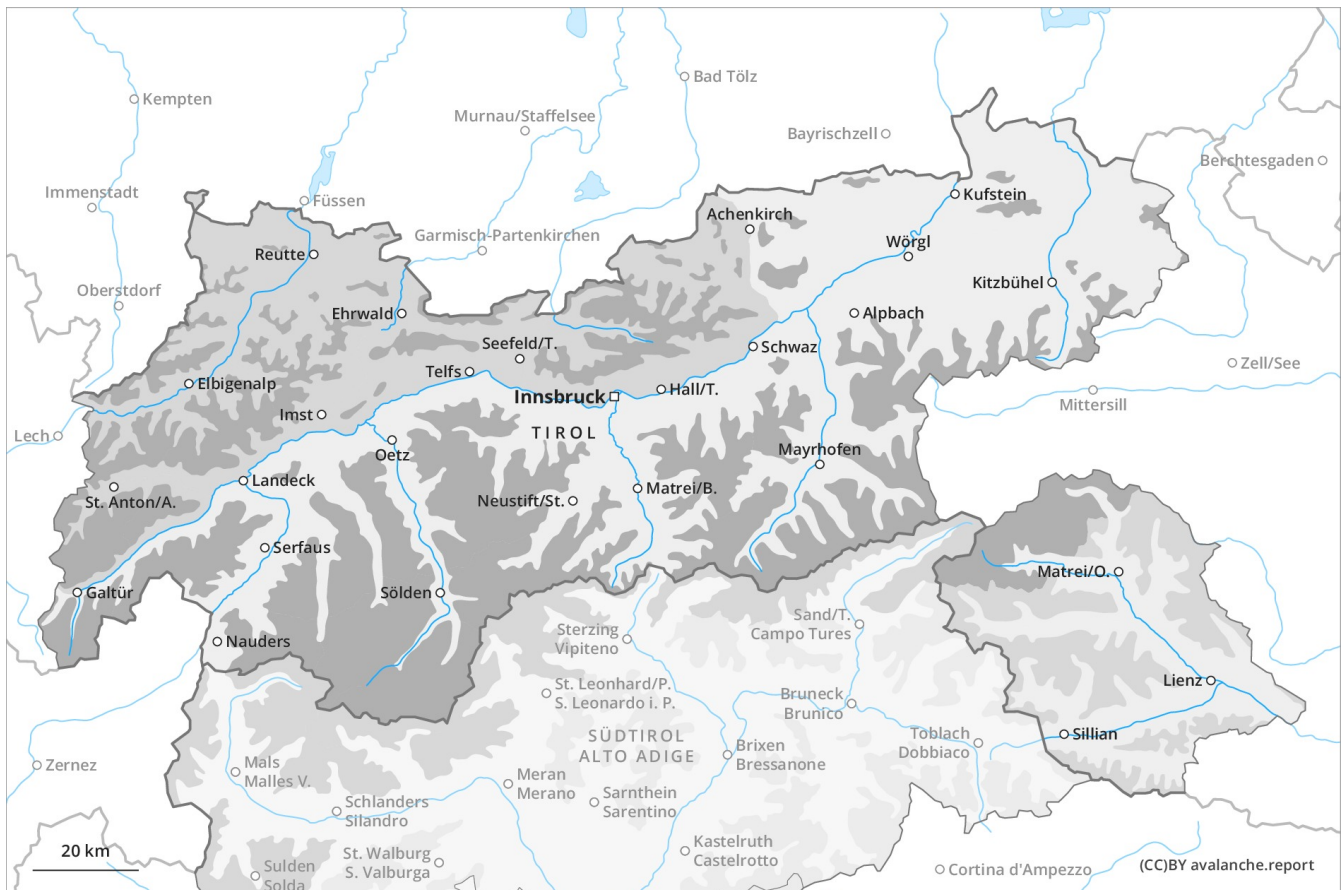 Bad Tölz
Kempten
Murnau/Staffelsee
Bayrischzell
Berchtesgaden
Immenstadt
Füssen
Kufstein
Achenkirch
Garmisch-Partenkirchen
Wörgl
Reutte
Kitzbühel
Oberstdorf
Ehrwald
Alpbach
Seefeld/T.
Schwaz
Zell/See
Telfs
Elbigenalp
Hall/T.
Innsbruck
Mittersill
Imst
TIROL
Lech
Oetz
Mayrhofen
Landeck
St. Anton/A.
Neustift/St.
Matrei/B.
Serfaus
Matrei/O.
Galtür
Sölden
Sand/T.
Campo Tures
Sterzing
Vipiteno
Nauders
Lienz
St. Leonhard/P.
S. Leonardo i. P.
Bruneck
Brunico
SÜDTIROL
ALTO ADIGE
Toblach
Dobbiaco
Sillian
Brixen
Bressanone
Zernez
Mals
Malles V.
Meran
Merano
Sarnthein
Sarentino
Schlanders
Silandro
Kastelruth
Castelrotto
20 km
St. Walburg
S. Valburga
Sulden
Solda
Cortina d'Ampezzo
(CC)BY avalanche.report